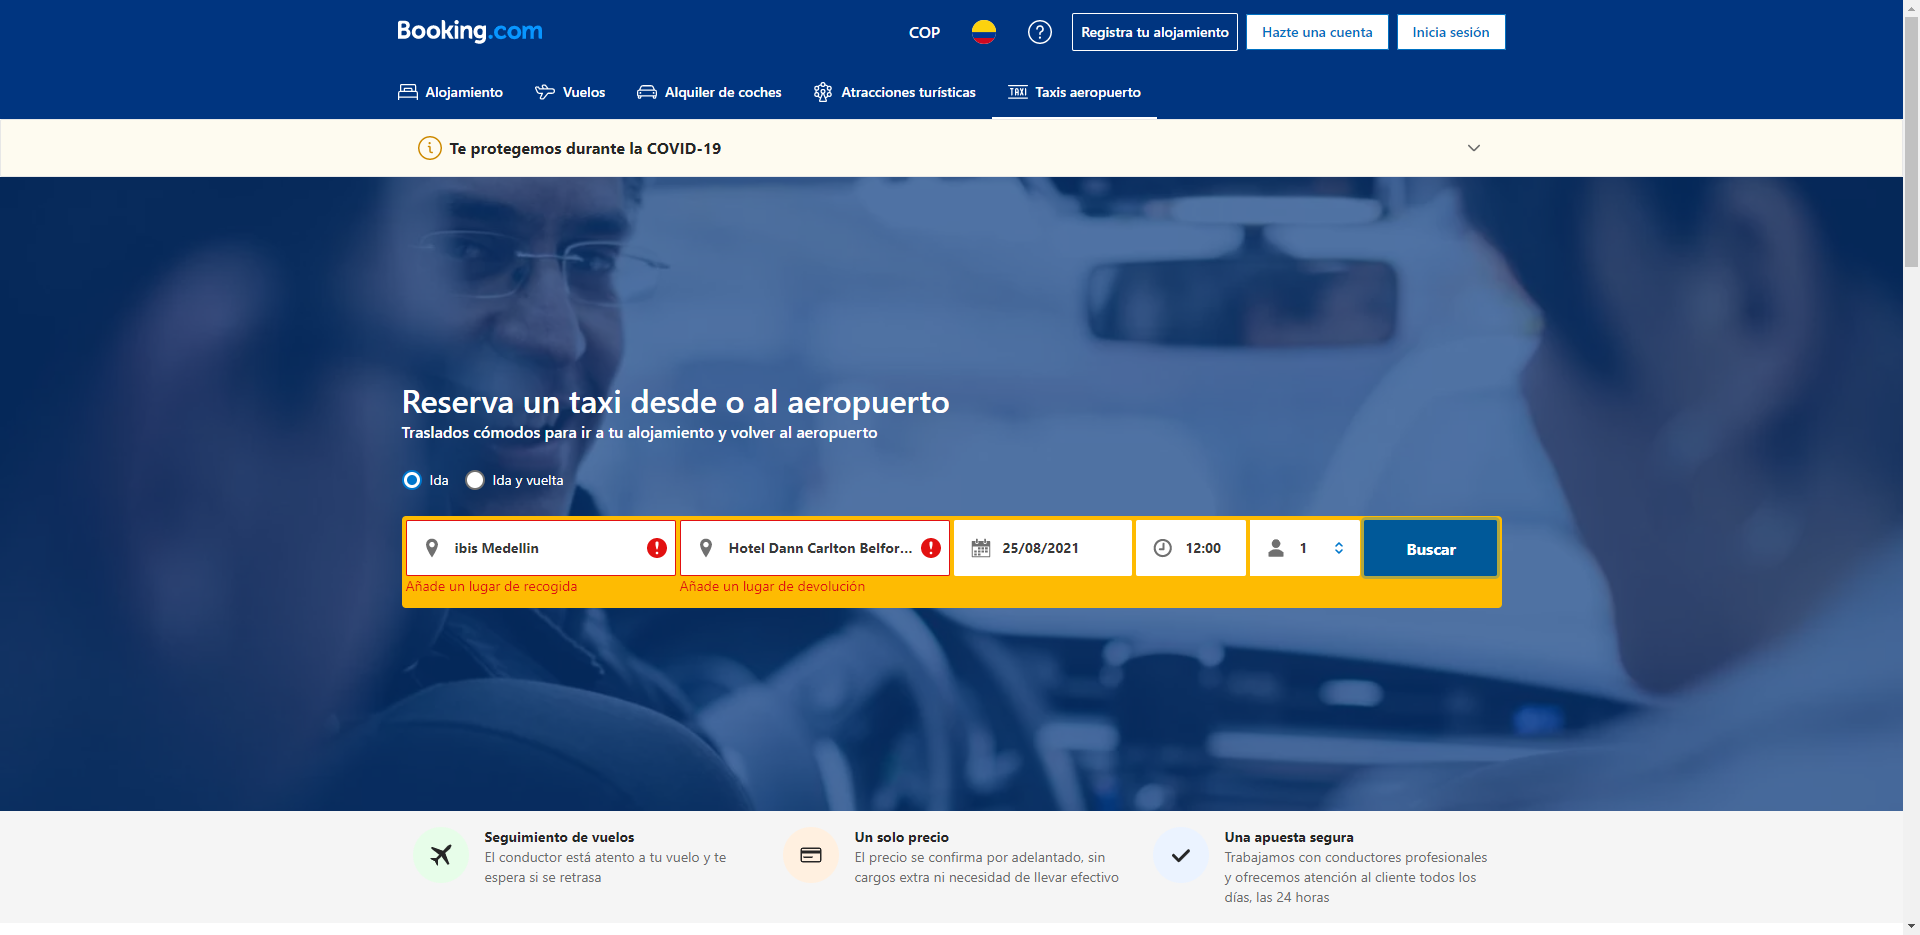 Booking.com
COP
Registra tu alojamiento
Hazte una cuenta
Inicia sesión
Alojamiento
Vuelos
Alquiler de coches
Atracciones turísticas
TAXI
Taxis aeropuerto
Te protegemos durante la COVID-19
Reserva un taxi desde o al aeropuerto
Traslados cómodos para ir a tu alojamiento y volver al aeropuerto
Ida
Ida y vuelta
ibis Medellin
Hotel Dann Carlton Belfor...
25/08/2021
12:00
1
Buscar
Añade un lugar de recogida
Añade un lugar de devolución
Seguimiento de vuelos
El conductor está atento a tu vuelo y te
espera si se retrasa
Un solo precio
El precio se confirma por adelantado, sin
cargos extra ni necesidad de llevar efectivo
Una apuesta segura
Trabajamos con conductores profesionales
y ofrecemos atención al cliente todos los
días, las 24 horas